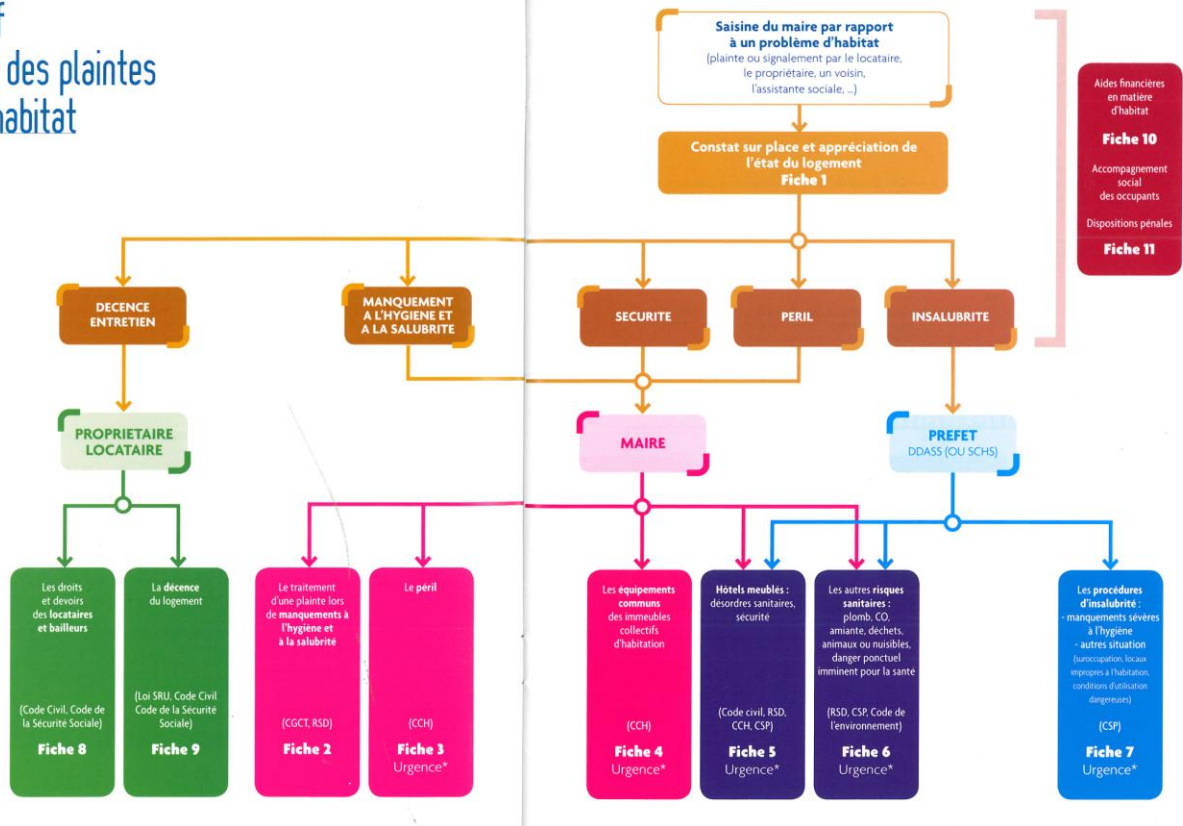 des plaintes
habitat
Saisine du maire par rapport
à un problème d'habitat
(plainte ou signalement par le locataire,
le propriétaire, un voisin,
l'assistante sociale, ...)
Constat sur place et appréciation de
l'état du logement
Fiche 1
Aides financières
en matière
d'habitat
Fiche 10
Accompagnement
social
des occupants
Dispositions pénales
Fiche 11
DECENCE
ENTRETIEN
MANQUEMENT
A L'HYGIENE ET
A LA SALUBRITE
SECURITE
PERIL
INSALUBRITE
PROPRIETAIRE
LOCATAIRE
MAIRE
PREFET
DDASS (OU SCHS)
Les droits
et devoirs
des locataires
et bailleurs
(Code Civil, Code de
la Sécurité Sociale)
Fiche 8
La décence
du logement
(Loi SRU, Code Civil
Code de la Sécurité
Sociale)
Fiche 9
Le traitement
d'une plainte lors
de manquements à
l'hygiène et
à la salubrité
(CGCT, RSD)
Fiche 2
Le péril
(CCH)
Fiche 3
Urgence*
Les équipements
communs
des immeubles
collectifs
d'habitation
(CCH)
Fiche 4
Urgence*
Hôtels meublés :
désordres sanitaires,
sécurité
(Code civil, RSD,
CCH, CSP)
Fiche 5
Urgence*
Les autres risques
sanitaires :
plomb, CO,
amiante, déchets,
animaux ou nuisibles,
danger ponctuel
imminent pour la santé
(RSD, CSP, Code de
l'environnement)
Fiche 6
Urgence*
Les procédures
d'insalubrité :
- manquements sévères
à l'hygiène
- autres situation
(suroccupation, locaux
impropres à l'habitation,
conditions d'utilisation
dangereuses)
(CSP)
Fiche 7
Urgence*